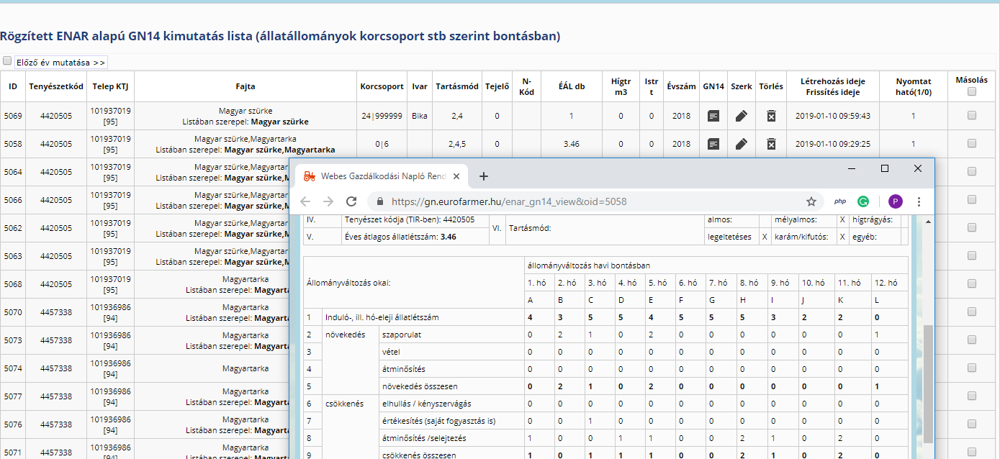 Rögzített ENAR alapú GN14 kimutatás lista (állatállományok korcsoport stb szerint bontásban)
Előző év mutatása >>
ID Tenyészetkód Telep KTJ Fajta Korcsoport Ivar Tartásmód Tejelő N-Kód ÉÁL db Hígtr m3 Istr t Évszám GN14 Szerk Törlés Létrehozás ideje Frissítés ideje Nyomtat ható(1/0) Másolás
5069 4420505 101937019 [95] Magyar szürke 24|999999 Bika 2,4 0 1 0 0 2018 2019-01-10 09:59:43 1
Listában szerepel: Magyar szürke
5058 4420505 101937019 [95] Magyar szürke,Magyartarka 0|6 2,4,5 0 3.46 0 0 2018 2019-01-10 09:29:25 1
Listában szerepel: Magyar szürke,Magyartarka
5064 4420505 101937019 [95] Magyar szürke,Magyart
Listában szerepel: Magyar szürke,M
5066 4420505 101937019 [95] Magyar szürke,Magyart
Listában szerepel: Magyar szürke,M
5062 4420505 101937019 [95] Magyar szürke,Magyart
Listában szerepel: Magyar szürke,M
5063 4420505 101937019 [95] Magyar szürke,Magyart
Listában szerepel: Magyar szürke,M
5068 4420505 101937019 [95] Magyartarka
Listában szerepel: Magyarta
5070 4457338 101936986 [94] Magyartarka
Listában szerepel: Magyarta
5073 4457338 101936986 [94] Magyartarka
Listában szerepel: Magyarta
5074 4457338 101936986 [94] Magyartarka
5077 4457338 101936986 [94] Magyartarka
Listában szerepel: Magyarta
5076 4457338 101936986 [94] Magyartarka
Listában szerepel: Magyarta
5071 4457338 101936986 [94] Magyartarka
Listában szerepel: Magyarta
Webes Gazdálkodási Napló Rend
https://gn.eurofarmer.hu/enar_gn14_view&oid=5058
php
P
IV. Tenyészet kódja (TIR-ben): 4420505 VI. Tartásmód: almos: mélyalmos: X hígtrágyás:
V. Éves átlagos állatlétszám: 3.46 legeltetéses X karám/kifutós: X egyéb:
Állományváltozás okai: állományváltozás havi bontásban
1. hó 2. hó 3. hó 4. hó 5. hó 6. hó 7. hó 8. hó 9. hó 10. hó 11. hó 12. hó
A B C D E F G H I J K L
1 Induló-, ill. hó-eleji állatlétszám 4 3 5 5 4 5 5 5 3 2 2 0
2 növekedés szaporulat 0 2 1 0 2 0 0 0 0 0 0 1
3 vétel 0 0 0 0 0 0 0 0 0 0 0 0
4 átminősítés 0 0 0 0 0 0 0 0 0 0 0 0
5 növekedés összesen 0 2 1 0 2 0 0 0 0 0 0 1
6 csökkenés elhullás / kényszervágás 0 0 0 0 0 0 0 0 0 0 0 0
7 értékesítés (saját fogyasztás is) 0 0 1 0 0 0 0 0 0 0 0 0
8 átminősítés /selejtezés 1 0 0 1 1 0 0 2 1 0 2 0
9 csökkenés összesen 1 0 1 1 1 0 0 2 1 0 2 0